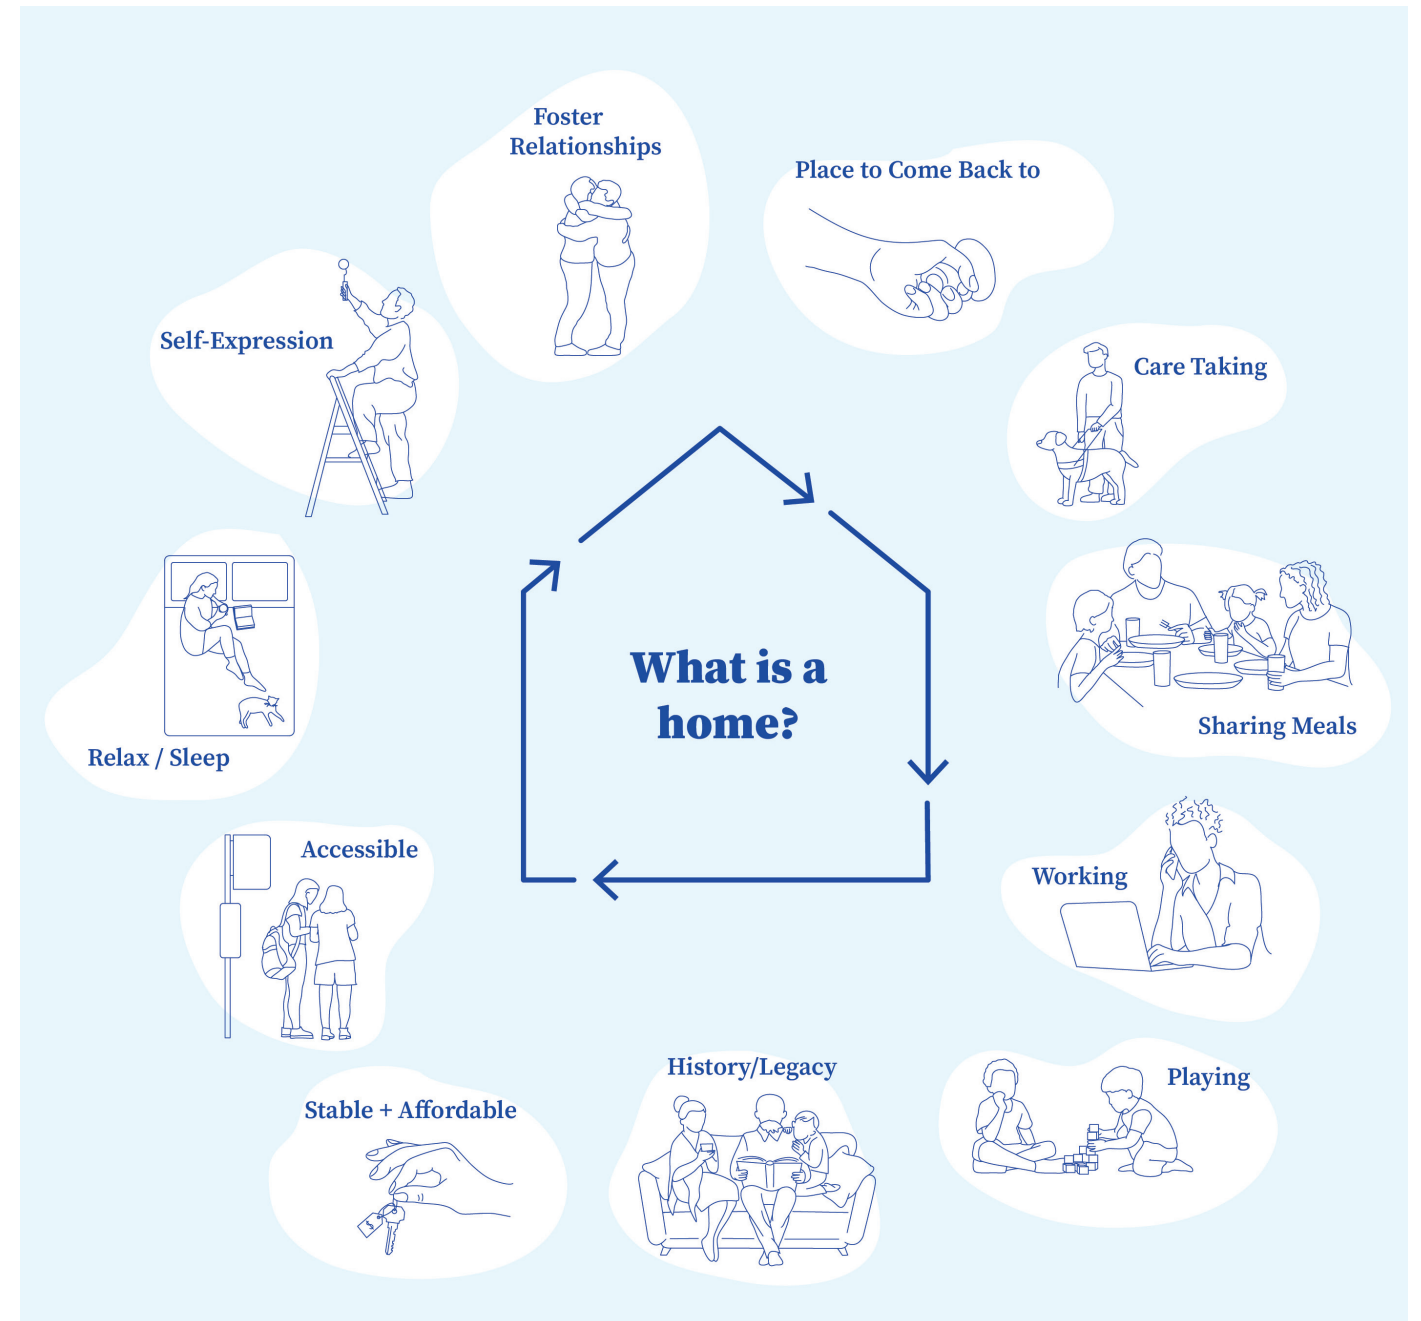 Foster
Relationships
Place to Come Back to
Self-Expression
Care Taking
What is a
home?
Sharing Meals
Relax / Sleep
Accessible
Working
History/Legacy
Playing
Stable + Affordable
$